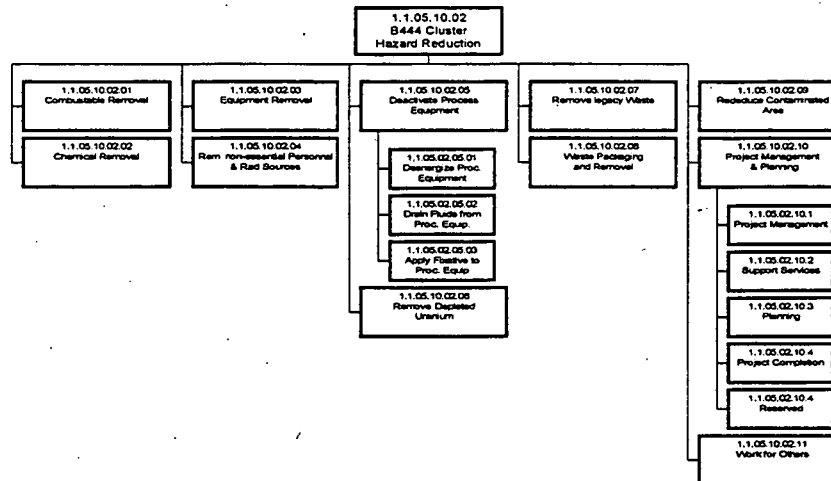 1.1.05.10.02
B444 Cluster
Hazard Reduction
1.1.05.10.02.01
Combustable Removal
1.1.05.10.02.02
Chemical Removal
1.1.05.10.02.03
Equipment Removal
1.1.05.10.02.04
Rem. non-essential Personnal
& Rad Sources
1.1.05.10.02.05
Deactivate Process
Equipment
1.1.05.02.05.01
Deenergize Proc.
Equipment
1.1.05.02.05.02
Drain Fluids from
Proc. Equip.
1.1.05.02.05.03
Apply Fixative to
Proc. Equip
1.1.05.10.02.06
Remove Depleted
Uranium
1.1.05.10.02.07
Remove legacy Waste
1.1.05.10.02.08
Waste Packaging
and Removal
1.1.05.10.02.09
Rededuce Contaminated
Area
1.1.05.10.02.10
Project Management
& Planning
1.1.05.02.10.1
Project Management
1.1.05.02.10.2
Support Services
1.1.05.02.10.3
Planning
1.1.05.02.10.4
Project Completion
1.1.05.02.10.4
Reserved
1.1.05.10.02.11
Work for Others